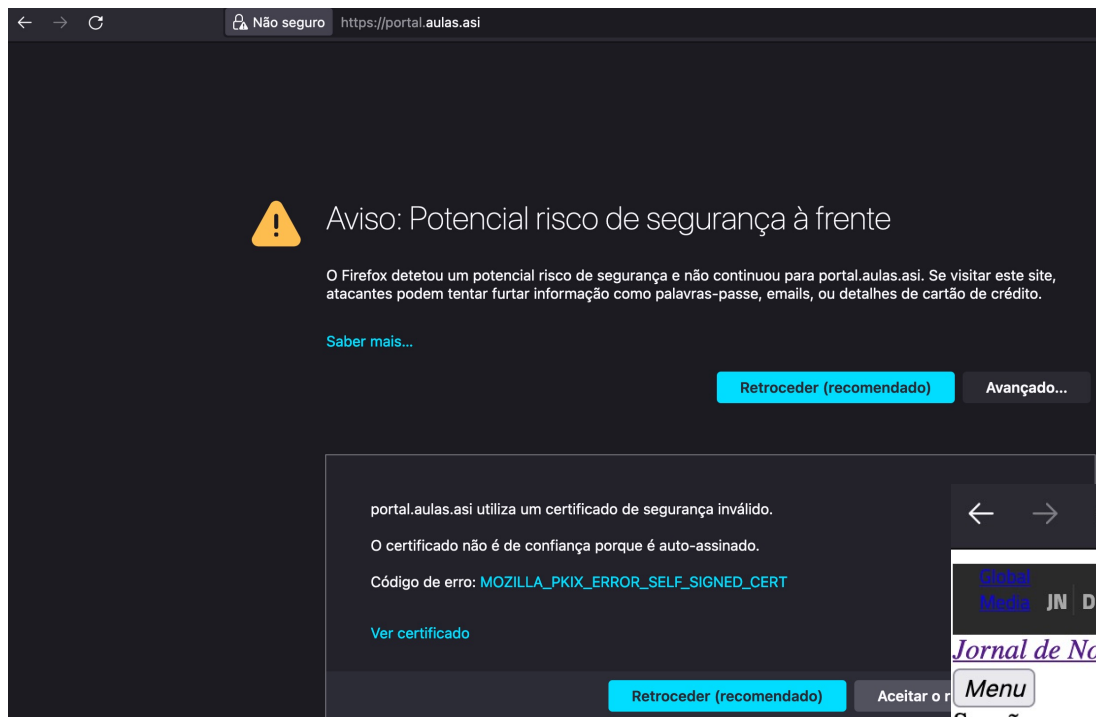 Não seguro https://portal.aulas.asi
Aviso: Potencial risco de segurança à frente
O Firefox detetou um potencial risco de segurança e não continuou para portal.aulas.asi. Se visitar este site,
atacantes podem tentar furtar informação como palavras-passe, emails, ou detalhes de cartão de crédito.
Saber mais...
Retroceder (recomendado) Avançado...
portal.aulas.asi utiliza um certificado de segurança inválido.
O certificado não é de confiança porque é auto-assinado.
Código de erro: MOZILLA_PKIX_ERROR_SELF_SIGNED_CERT
Ver certificado
Retroceder (recomendado) Aceitar o r
Global
Media JN D
Jornal de No
Menu